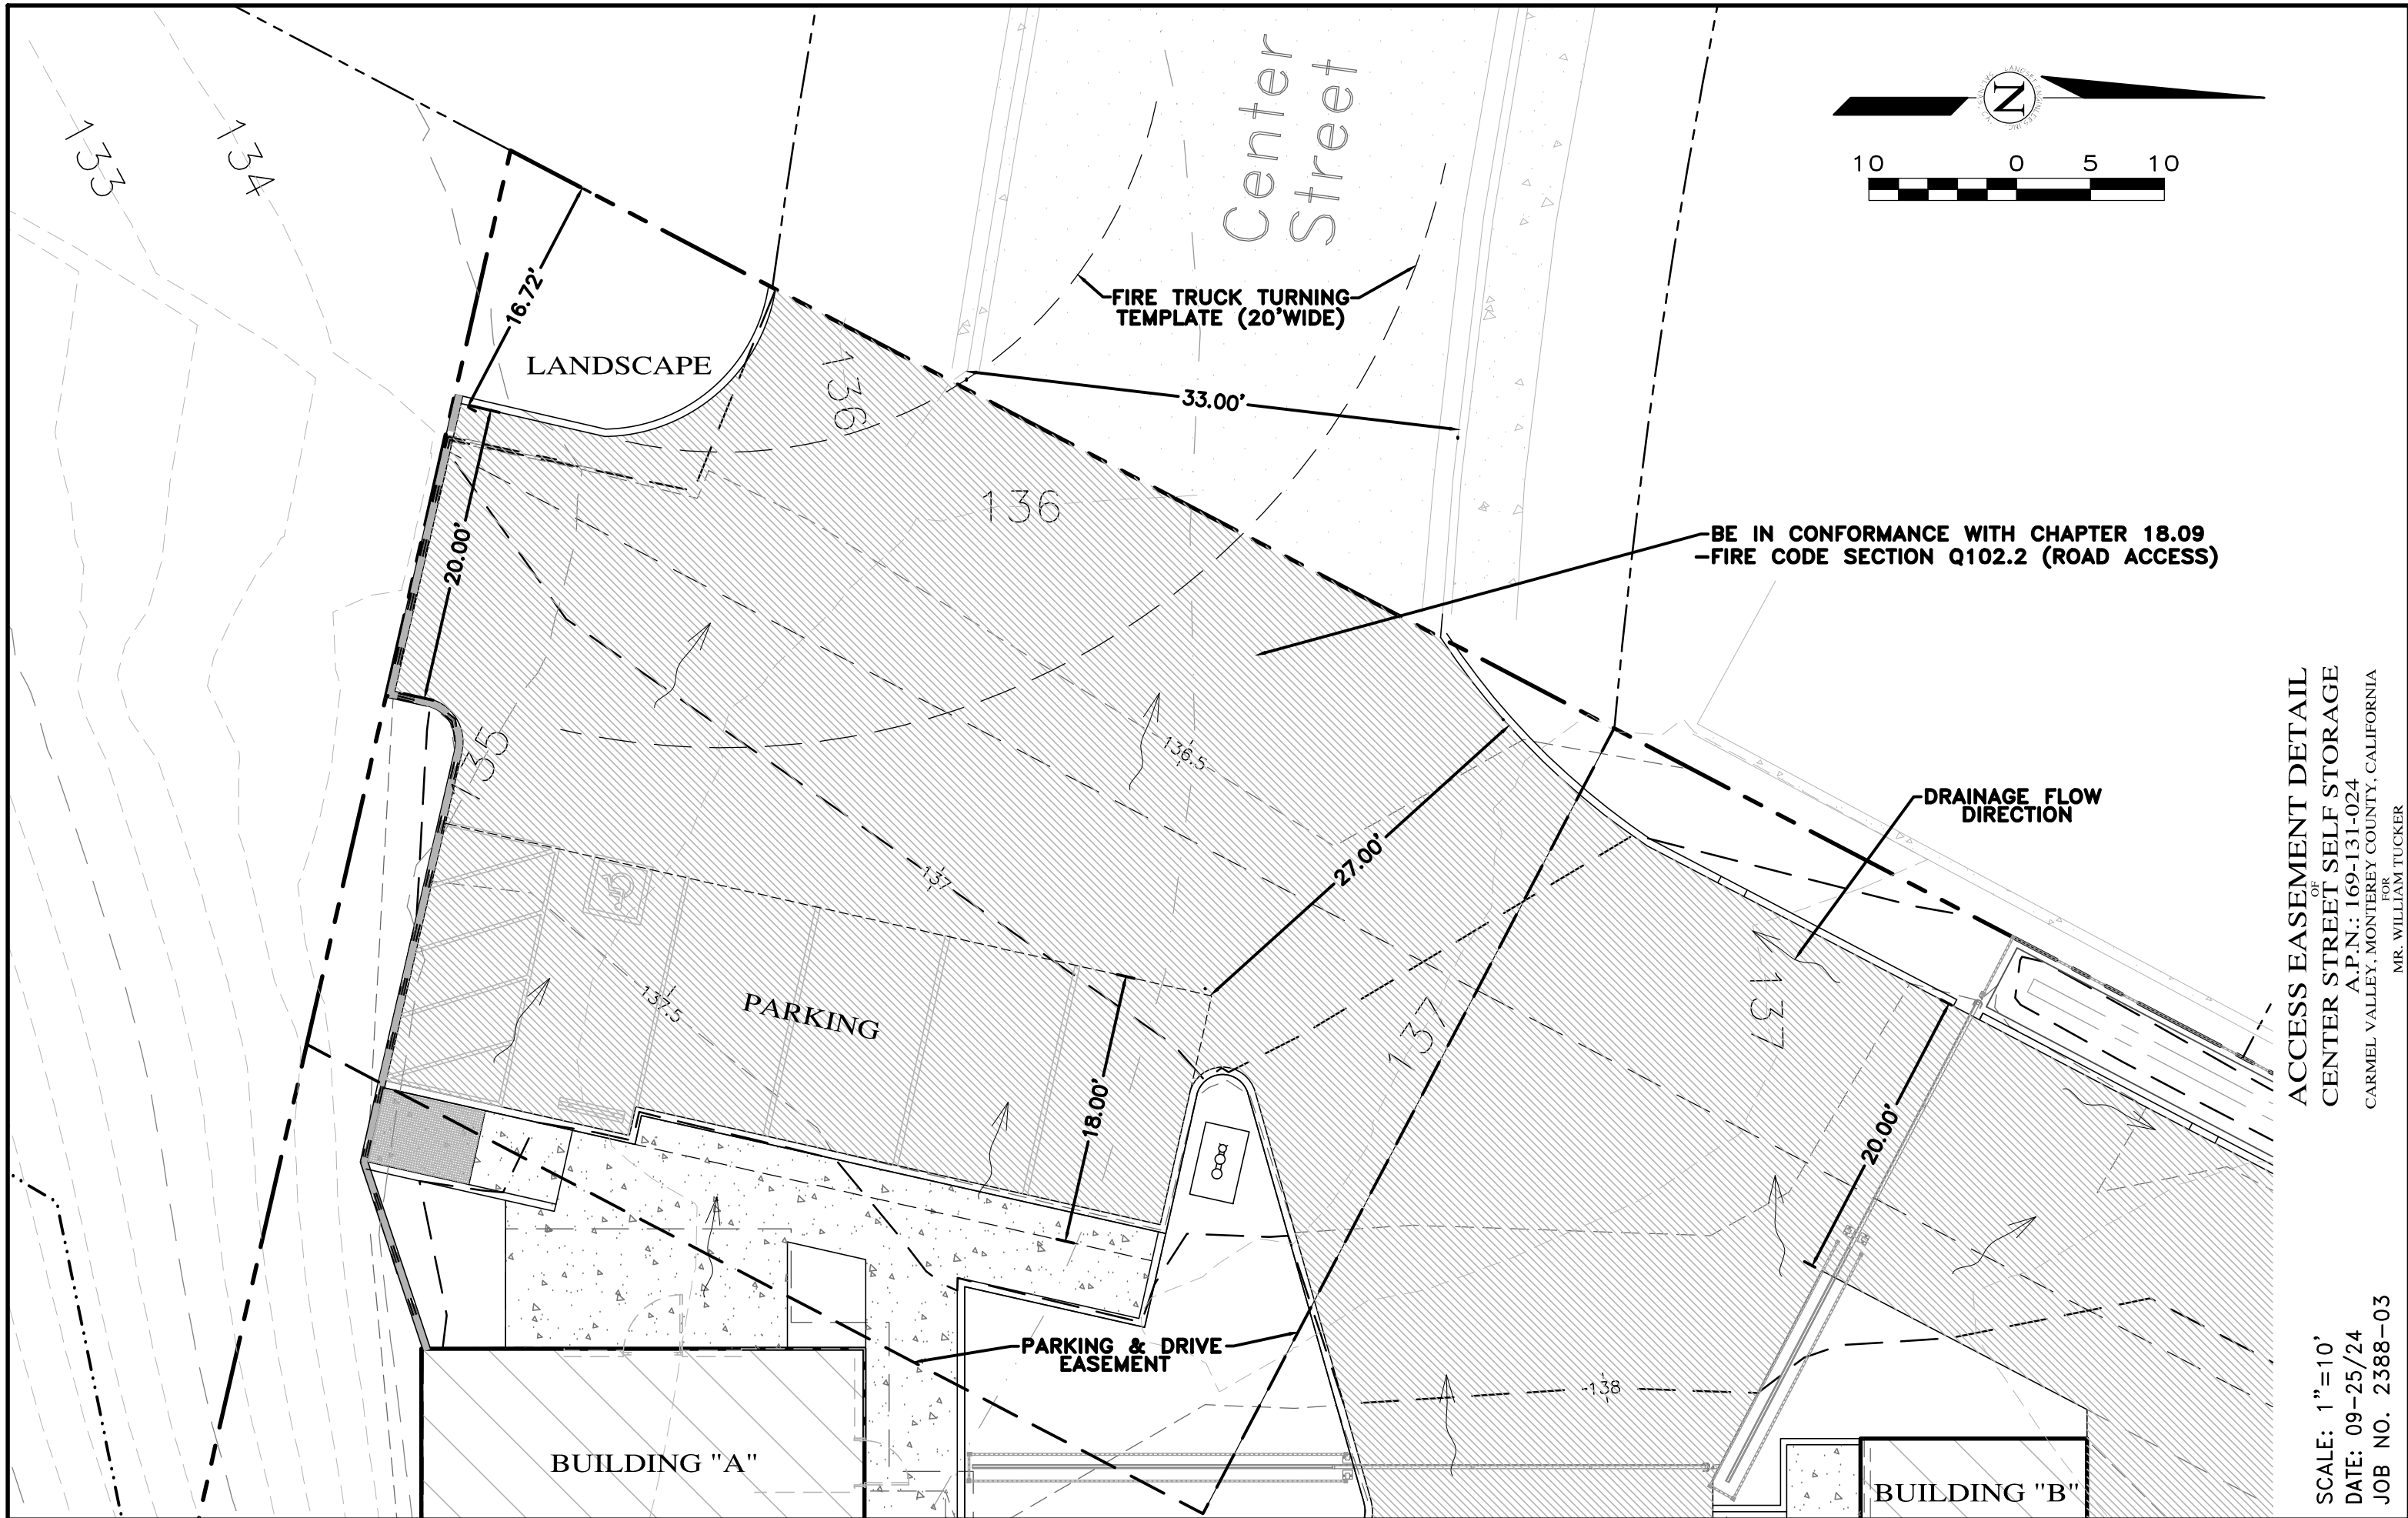 133
134
Center
Street
N
10 0 5 10
16.72'
FIRE TRUCK TURNING
TEMPLATE (20'WIDE)
LANDSCAPE
136
33.00'
136
20.00'
BE IN CONFORMANCE WITH CHAPTER 18.09
FIRE CODE SECTION Q102.2 (ROAD ACCESS)
135
136.5
DRAINAGE FLOW
DIRECTION
27.00'
137
137.5
PARKING
137
137
18.00'
20.00'
PARKING & DRIVE
EASEMENT
138
BUILDING "A"
BUILDING "B"
ACCESS EASEMENT DETAIL
OF
CENTER STREET SELF STORAGE
A.P.N.: 169-131-024
CARMEL VALLEY, MONTEREY COUNTY, CALIFORNIA
FOR
MR. WILLIAM TUCKER
SCALE: 1"=10'
DATE: 09-25/24
JOB NO. 2388-03